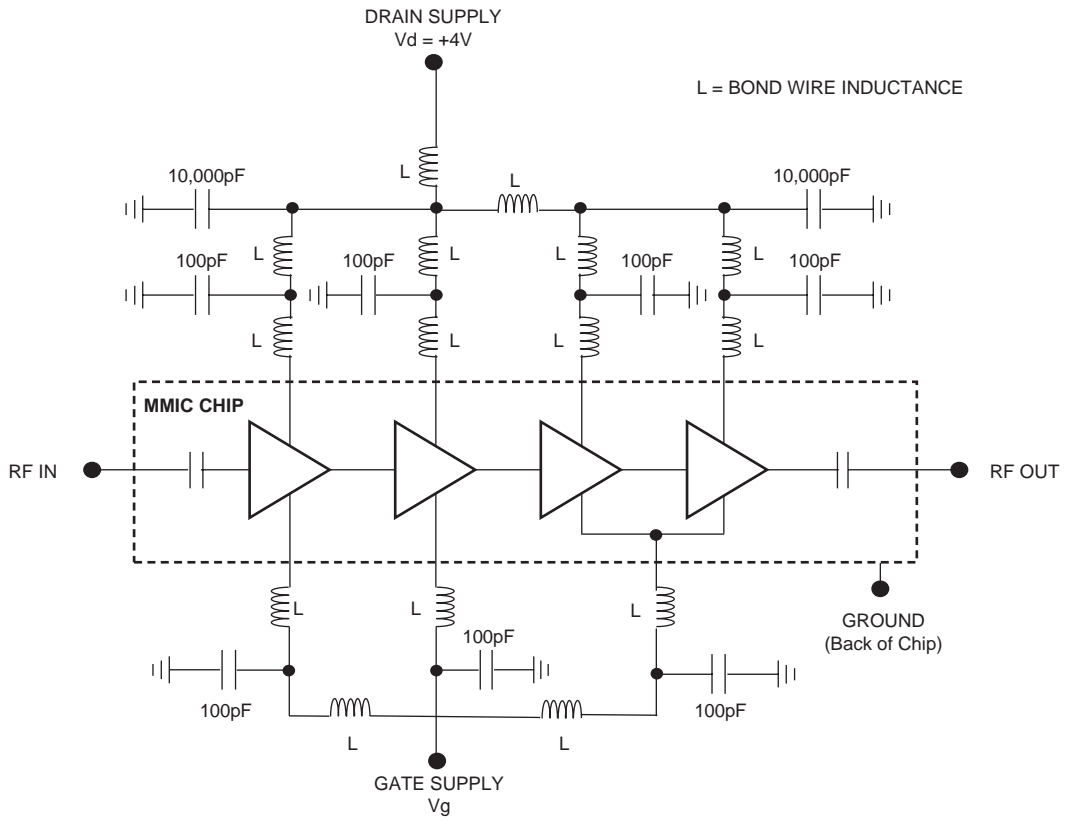 DRAIN SUPPLY
Vd = +4V
L = BOND WIRE INDUCTANCE
L
L
10,000pF
10,000pF
L
L
L
L
100pF
100pF
100pF
100pF
L
L
L
L
MMIC CHIP
RF IN
RF OUT
L
L
L
GROUND
(Back of Chip)
100pF
100pF
100pF
L
L
GATE SUPPLY
Vg